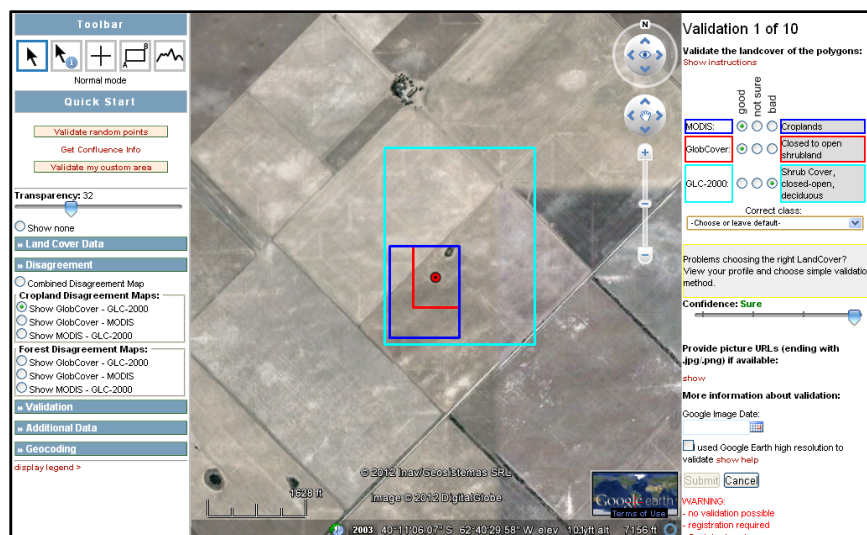 Toolbar
Normal mode
Quick Start
Validate random points
Get Confluence Info
Validate my custom area
Transparency: 32
Show none
» Land Cover Data
» Disagreement
Combined Disagreement Map
Cropland Disagreement Maps:
Show GlobCover - GLC-2000
Show GlobCover - MODIS
Show MODIS - GLC-2000
Forest Disagreement Maps:
Show GlobCover - GLC-2000
Show GlobCover - MODIS
Show MODIS - GLC-2000
» Validation
» Additional Data
» Geocoding
display legend >
N
© 2012 Inav/Geosistemas SRL
Image © 2012 DigitalGlobe
1628 ft
Google earth
Terms of Use
2003 40°11'06.07" S 62°40'29.58" W elev 10 ft alt 7156 ft
Validation 1 of 10
Validate the landcover of the polygons:
Show instructions
good
not sure
bad
MODIS: Croplands
GlobCover: Closed to open
shrubland
GLC-2000: Shrub Cover,
closed-open,
deciduous
Correct class:
-Choose or leave default-
Problems choosing the right LandCover?
View your profile and choose simple validatio
method.
Confidence: Sure
Provide picture URLs (ending with
.jpg/.png) if available:
show
More information about validation:
Google Image Date:
I used Google Earth high resolution to
validate show help
Submit Cancel
WARNING:
- no validation possible
- registration required